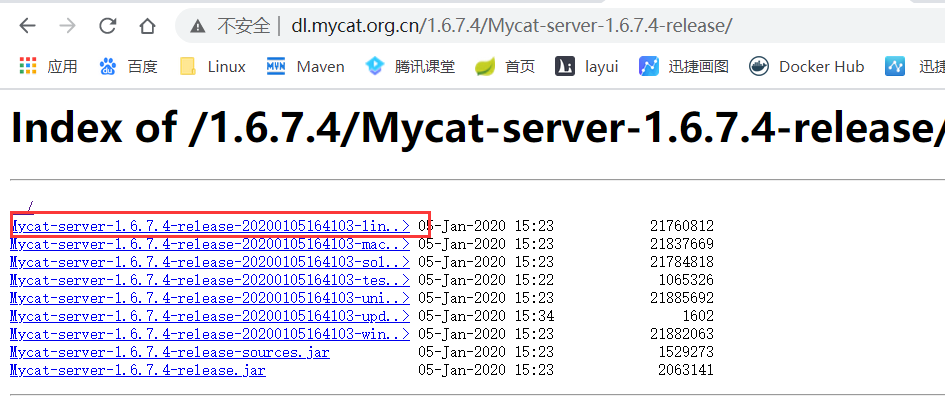 不安全 | dl.mycat.org.cn/1.6.7.4/Mycat-server-1.6.7.4-release/
应用 百度 Linux Maven 腾讯课堂 首页 layui 迅捷画图 Docker Hub 迅捷
Index of /1.6.7.4/Mycat-server-1.6.7.4-release/
../
Mycat-server-1.6.7.4-release-20200105164103-lin..> 05-Jan-2020 15:23 21760812
Mycat-server-1.6.7.4-release-20200105164103-mac..> 05-Jan-2020 15:23 21837669
Mycat-server-1.6.7.4-release-20200105164103-sol..> 05-Jan-2020 15:23 21784818
Mycat-server-1.6.7.4-release-20200105164103-tes..> 05-Jan-2020 15:22 1065326
Mycat-server-1.6.7.4-release-20200105164103-uni..> 05-Jan-2020 15:23 21885692
Mycat-server-1.6.7.4-release-20200105164103-upd..> 05-Jan-2020 15:34 1602
Mycat-server-1.6.7.4-release-20200105164103-win..> 05-Jan-2020 15:23 21882063
Mycat-server-1.6.7.4-release-sources.jar 05-Jan-2020 15:23 1529273
Mycat-server-1.6.7.4-release.jar 05-Jan-2020 15:23 2063141